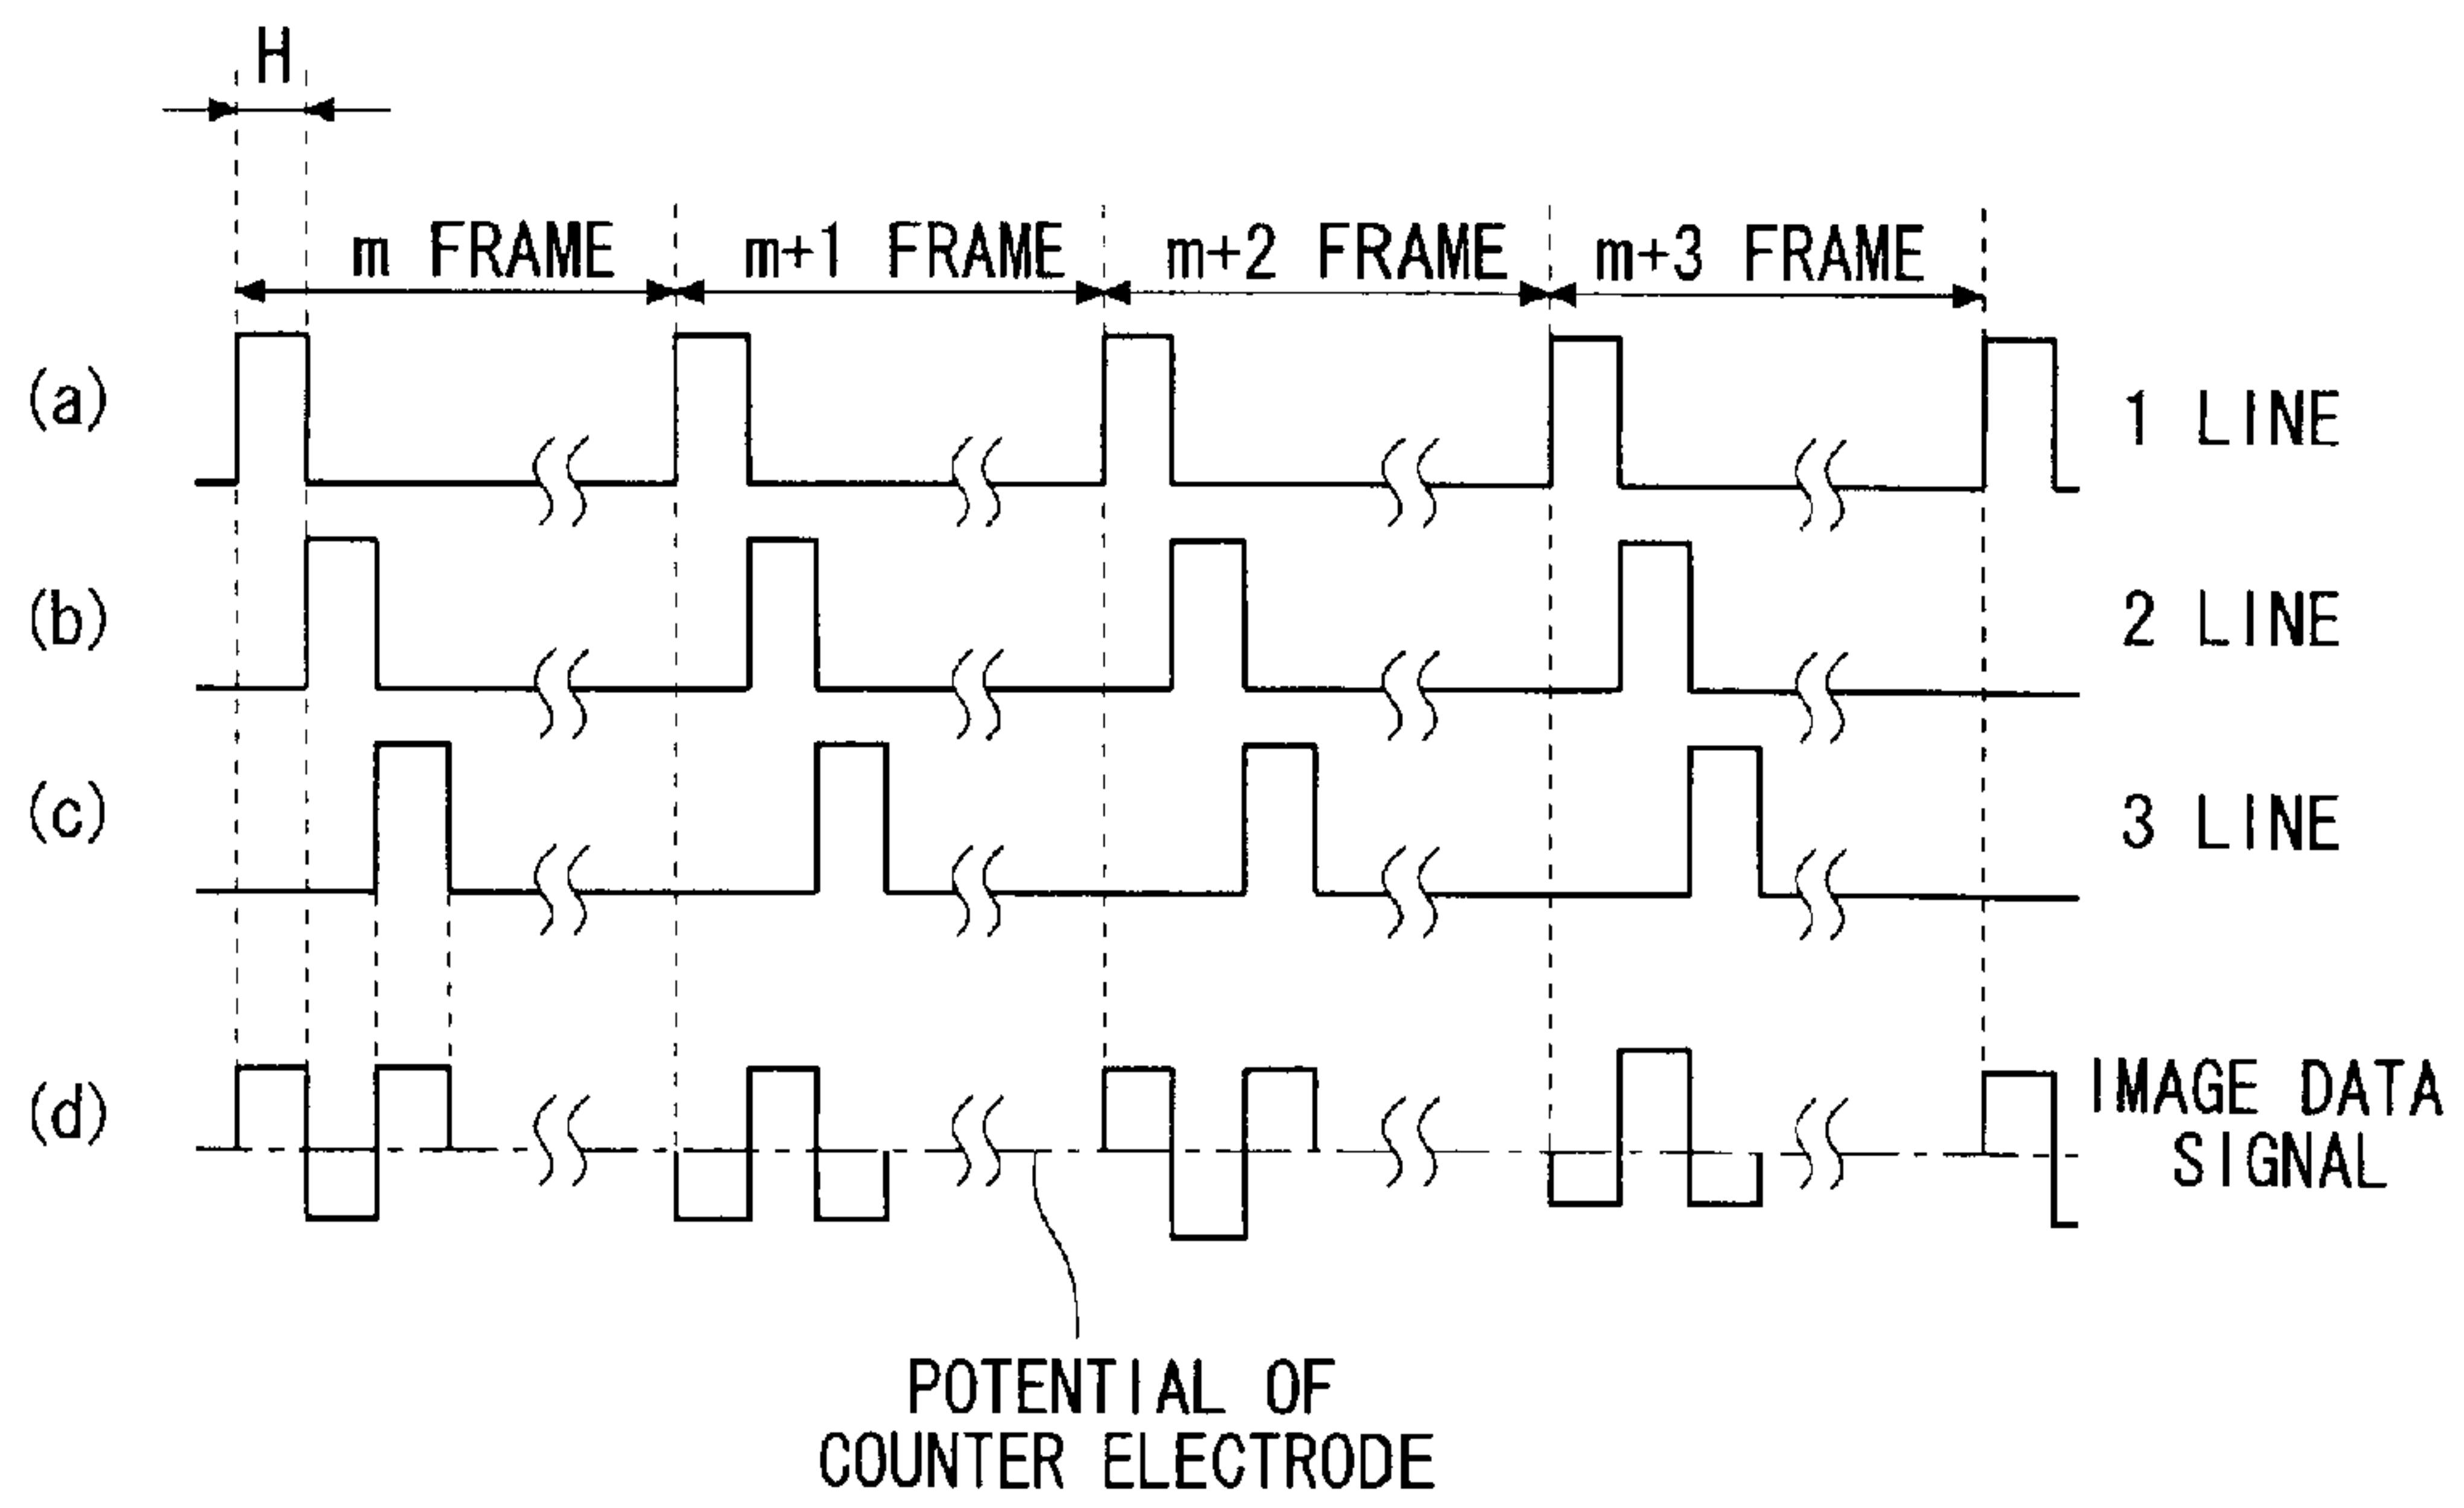 H
m FRAME
m+1 FRAME
m+2 FRAME
m+3 FRAME
(a)
1 LINE
(b)
2 LINE
(c)
3 LINE
(d)
IMAGE DATA
SIGNAL
POTENTIAL OF
COUNTER ELECTRODE